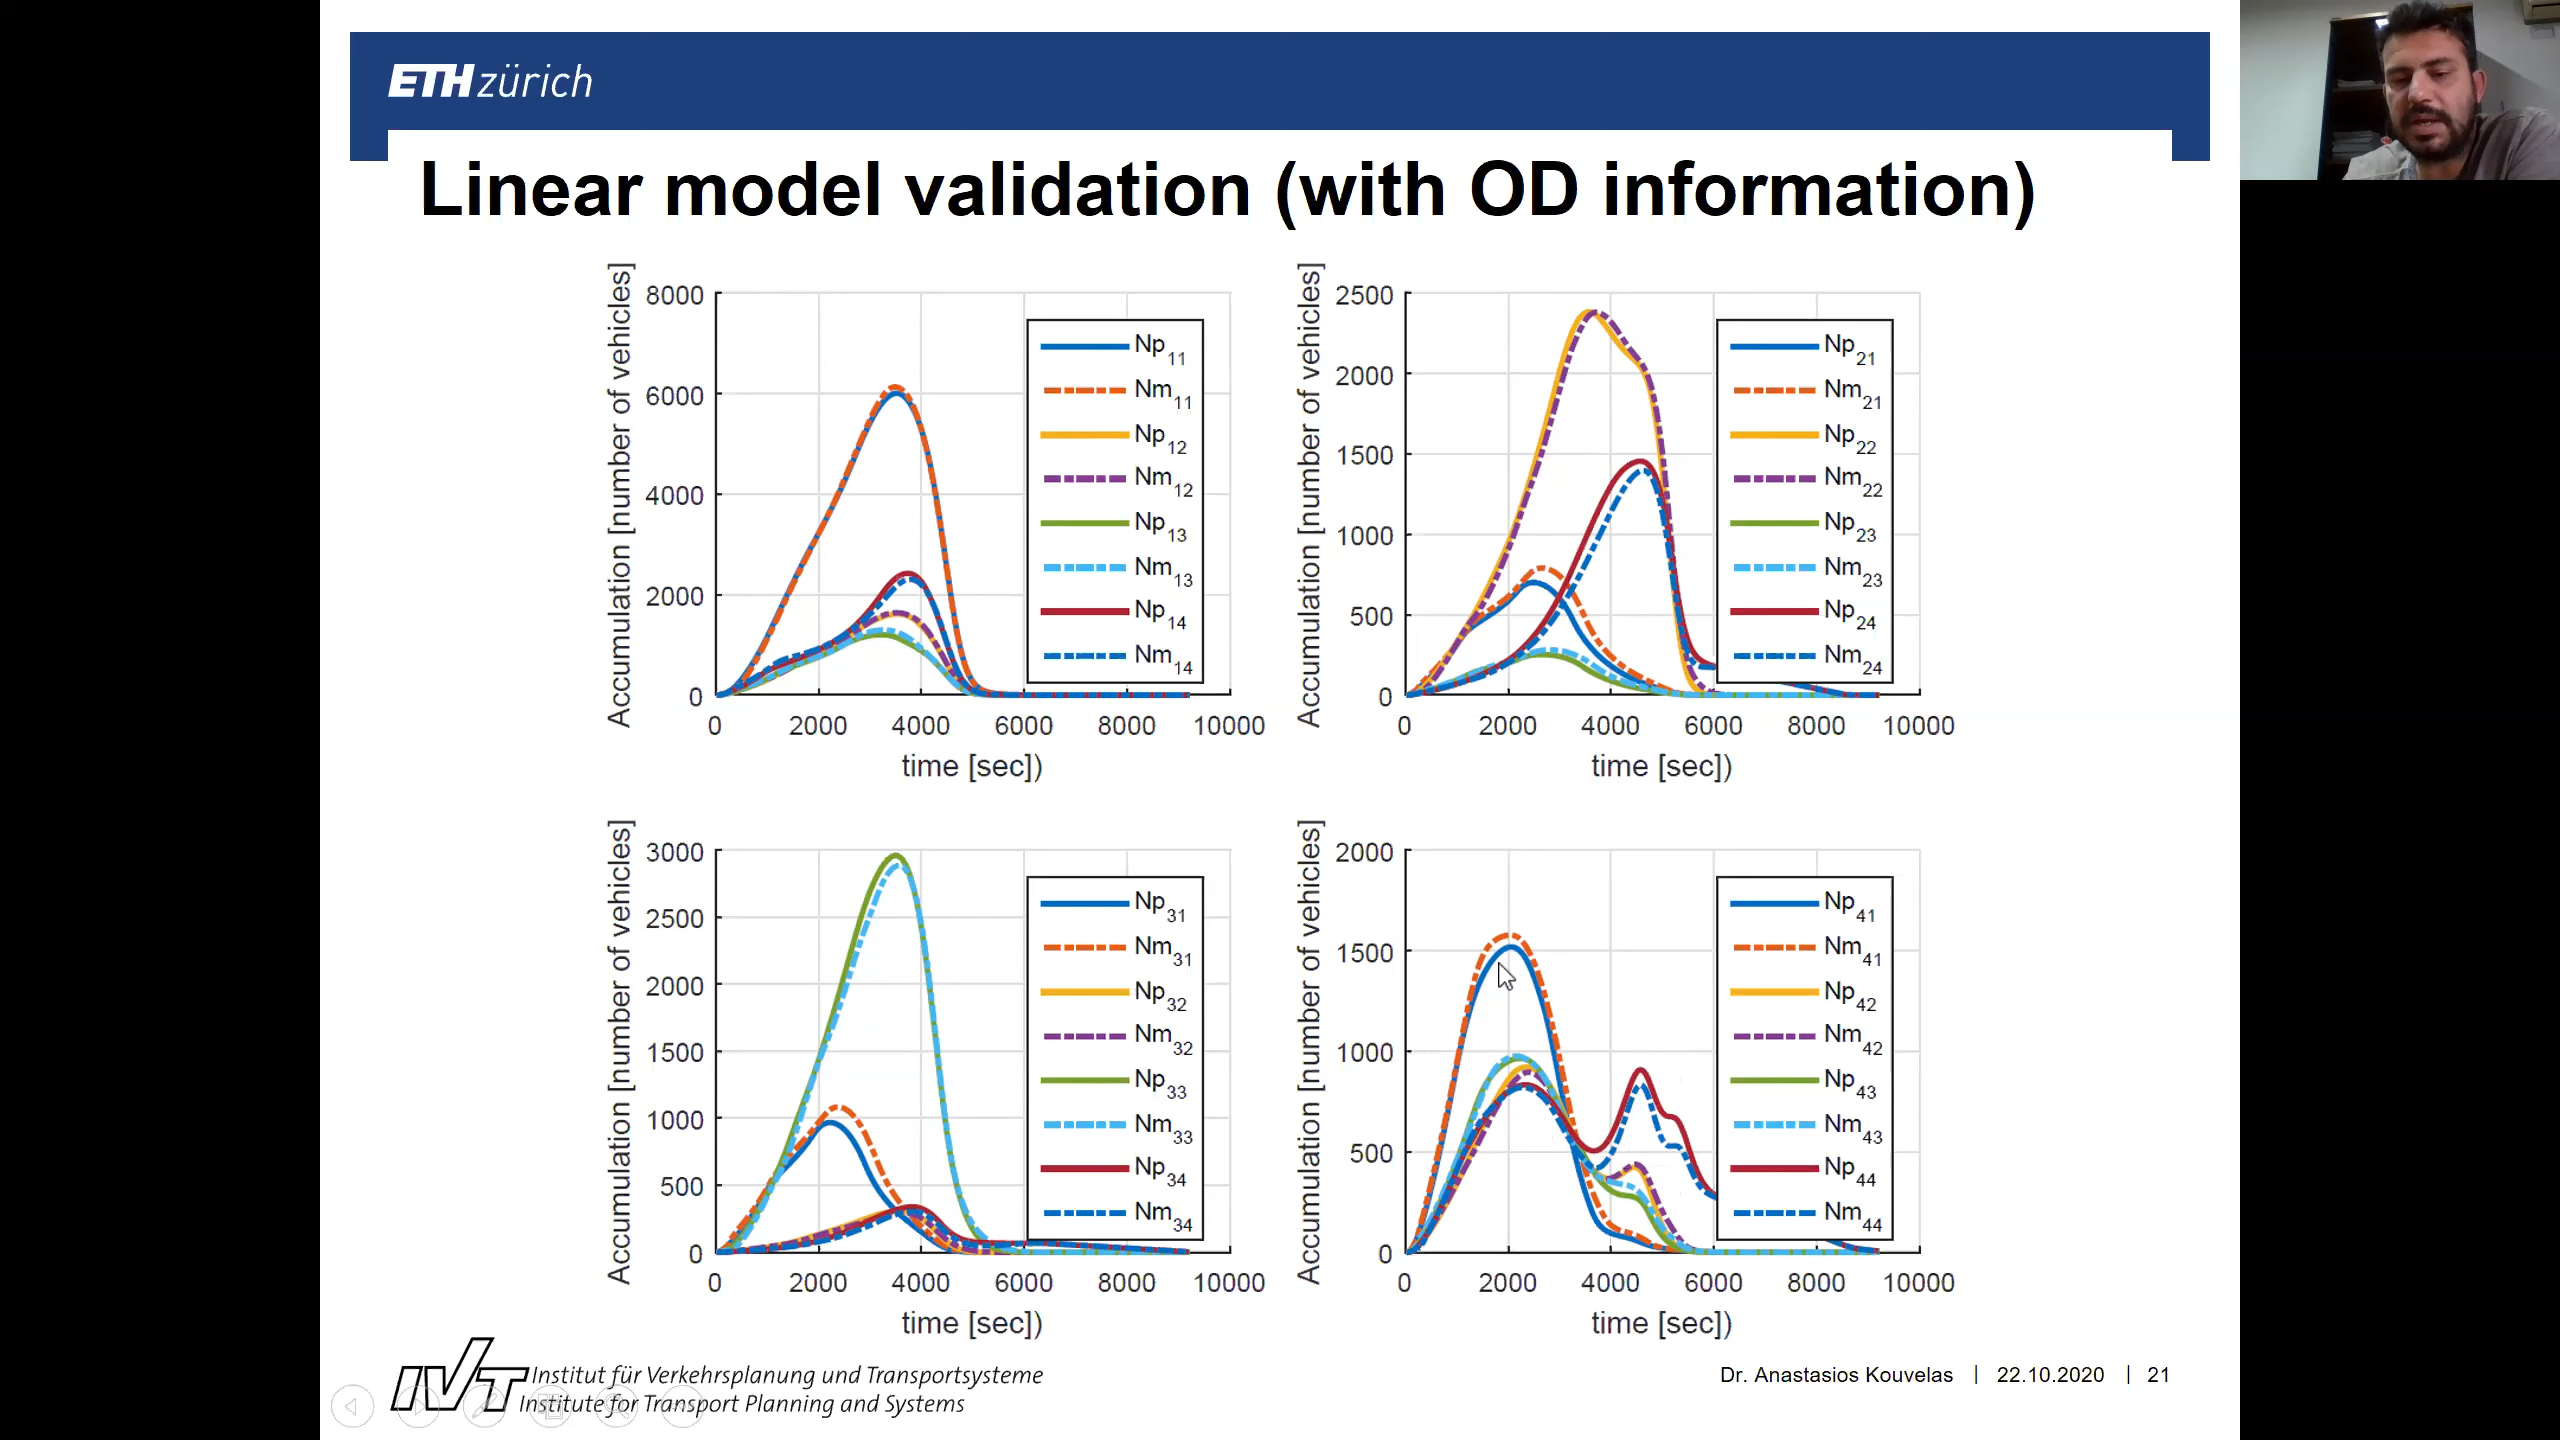 ETH zürich
Linear model validation (with OD information)
Accumulation [number of vehicles]
8000
6000
4000
2000
0
0 2000 4000 6000 8000 10000
time [sec])
Np11
Nm11
Np12
Nm12
Np13
Nm13
Np14
Nm14
Accumulation [number of vehicles]
2500
2000
1500
1000
500
0
0 2000 4000 6000 8000 10000
time [sec])
Np21
Nm21
Np22
Nm22
Np23
Nm23
Np24
Nm24
Accumulation [number of vehicles]
3000
2500
2000
1500
1000
500
0
0 2000 4000 6000 8000 10000
time [sec])
Np31
Nm31
Np32
Nm32
Np33
Nm33
Np34
Nm34
Accumulation [number of vehicles]
2000
1500
1000
500
0
0 2000 4000 6000 8000 10000
time [sec])
Np41
Nm41
Np42
Nm42
Np43
Nm43
Np44
Nm44
IVT Institut für Verkehrsplanung und Transportsysteme
Institute for Transport Planning and Systems
Dr. Anastasios Kouvelas | 22.10.2020 | 21